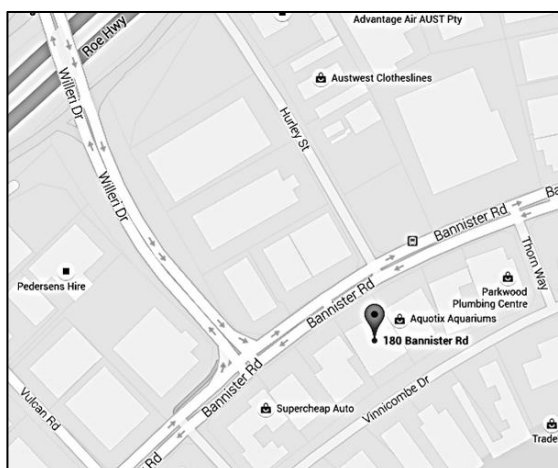 Advantage Air AUST Pty
Roe Hwy
Austwest Clotheslines
Willeri Dr
Hurley St
Willeri Dr
Bannister Rd
Ba
Thorn Way
Pedersens Hire
Parkwood
Plumbing Centre
Bannister Rd
Aquotix Aquariums
180 Bannister Rd
Vinnicombe Dr
Bannister Rd
Vulcan Rd
Supercheap Auto
Trade
Rd